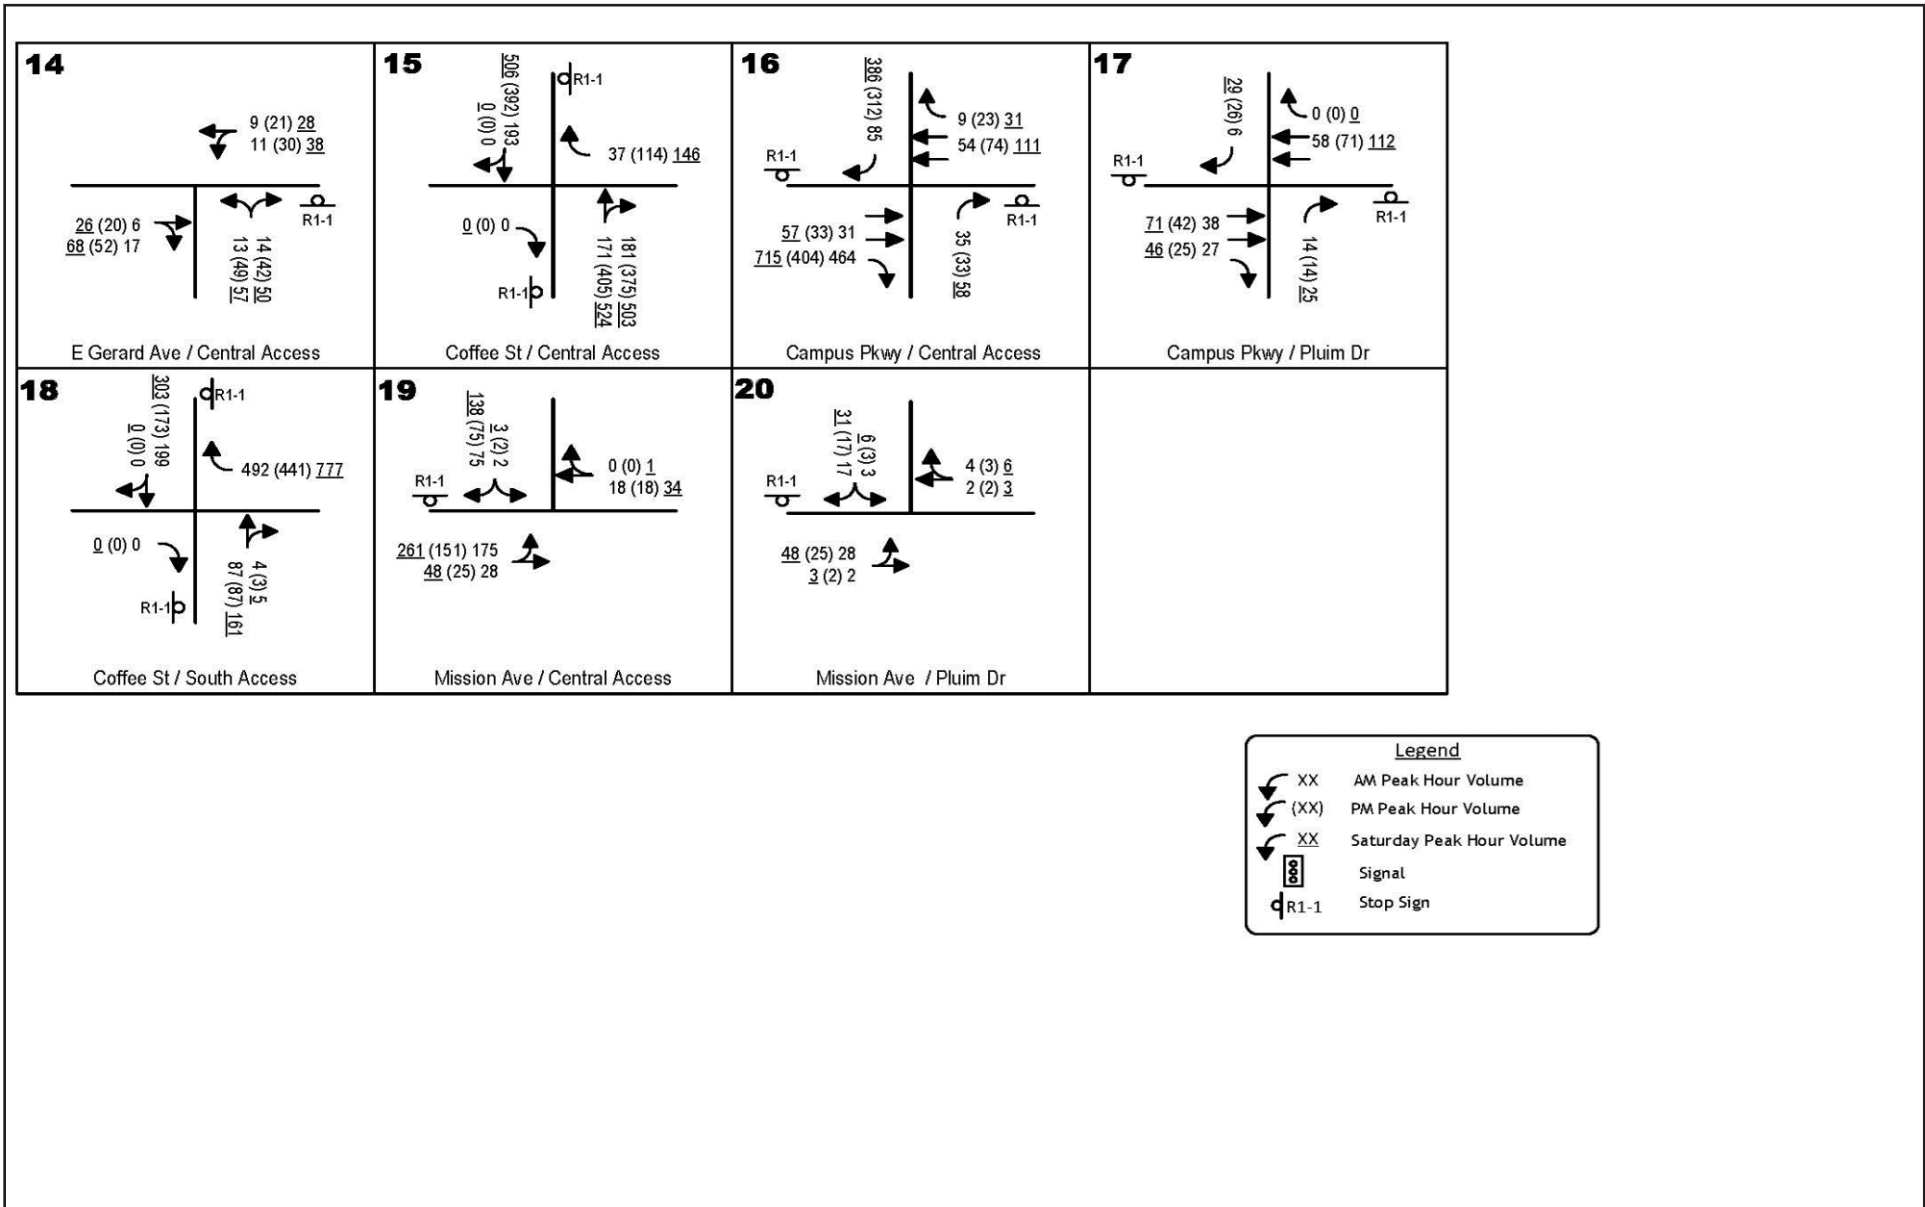 14
9 (21) 28
11 (30) 38
R1-1
26 (20) 6
68 (52) 17
14 (42) 50
13 (49) 57
E Gerard Ave / Central Access
15
506 (392) 193
0 (0) 0
R1-1
37 (114) 146
0 (0) 0
R1-1
181 (375) 503
171 (405) 524
Coffee St / Central Access
16
386 (312) 85
9 (23) 31
54 (74) 111
R1-1
R1-1
57 (33) 31
715 (404) 464
35 (33) 58
Campus Pkwy / Central Access
17
29 (26) 6
0 (0) 0
58 (71) 112
R1-1
R1-1
71 (42) 38
46 (25) 27
14 (14) 25
Campus Pkwy / Pluim Dr
18
303 (173) 199
0 (0) 0
R1-1
492 (441) 777
0 (0) 0
R1-1
4 (3) 5
87 (87) 161
Coffee St / South Access
19
3 (2) 2
138 (75) 75
R1-1
0 (0) 1
18 (18) 34
261 (151) 175
48 (25) 28
Mission Ave / Central Access
20
6 (3) 3
31 (17) 17
R1-1
4 (3) 6
2 (2) 3
48 (25) 28
3 (2) 2
Mission Ave / Pluim Dr
Legend
XX AM Peak Hour Volume
(XX) PM Peak Hour Volume
XX Saturday Peak Hour Volume
Signal
R1-1 Stop Sign